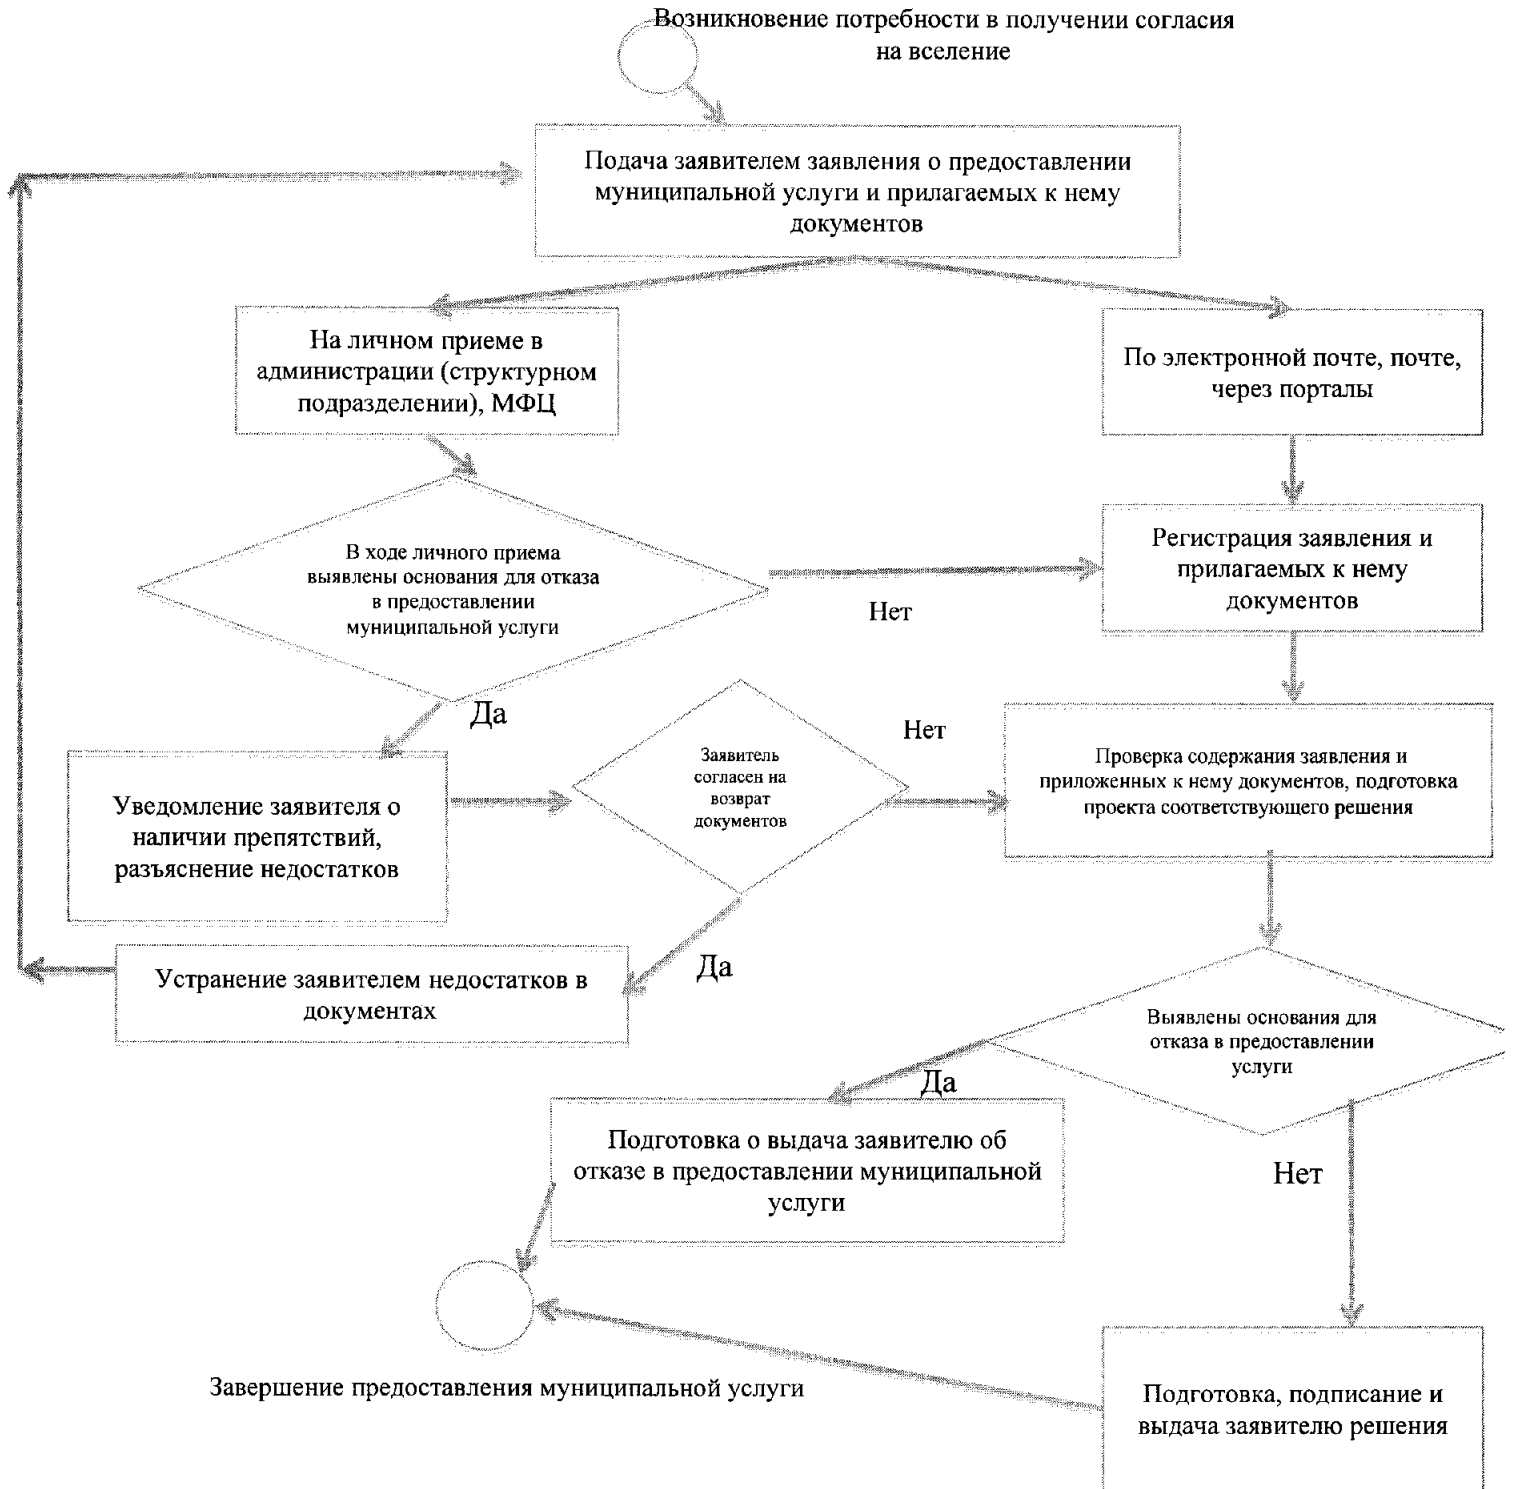 Возникновение потребности в получении согласия
на вселение
Подача заявителем заявления о предоставлении
муниципальной услуги и прилагаемых к нему
документов
На личном приеме в
администрации (структурном
подразделении), МФЦ
По электронной почте, почте,
через порталы
В ходе личного приема
выявлены основания для отказа
в предоставлении
муниципальной услуги
Нет
Регистрация заявления и
прилагаемых к нему
документов
Да
Уведомление заявителя о
наличии препятствий,
разъяснение недостатков
Заявитель
согласен на
возврат
документов
Нет
Проверка содержания заявления и
приложенных к нему документов, подготовка
проекта соответствующего решения
Да
Устранение заявителем недостатков в
документах
Выявлены основания для
отказа в предоставлении
услуги
Да
Подготовка о выдача заявителю об
отказе в предоставлении муниципальной
услуги
Нет
Завершение предоставления муниципальной услуги
Подготовка, подписание и
выдача заявителю решения